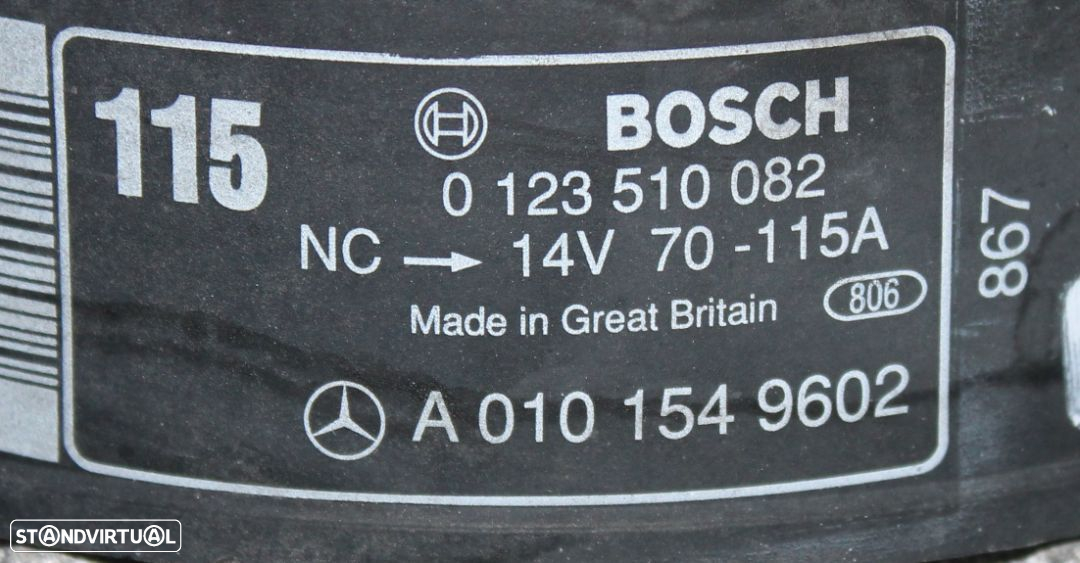 115
BOSCH
0 123 510 082
NC → 14V 70 -115A
Made in Great Britain 806
A 010 154 9602
867
STANDVIRTUAL